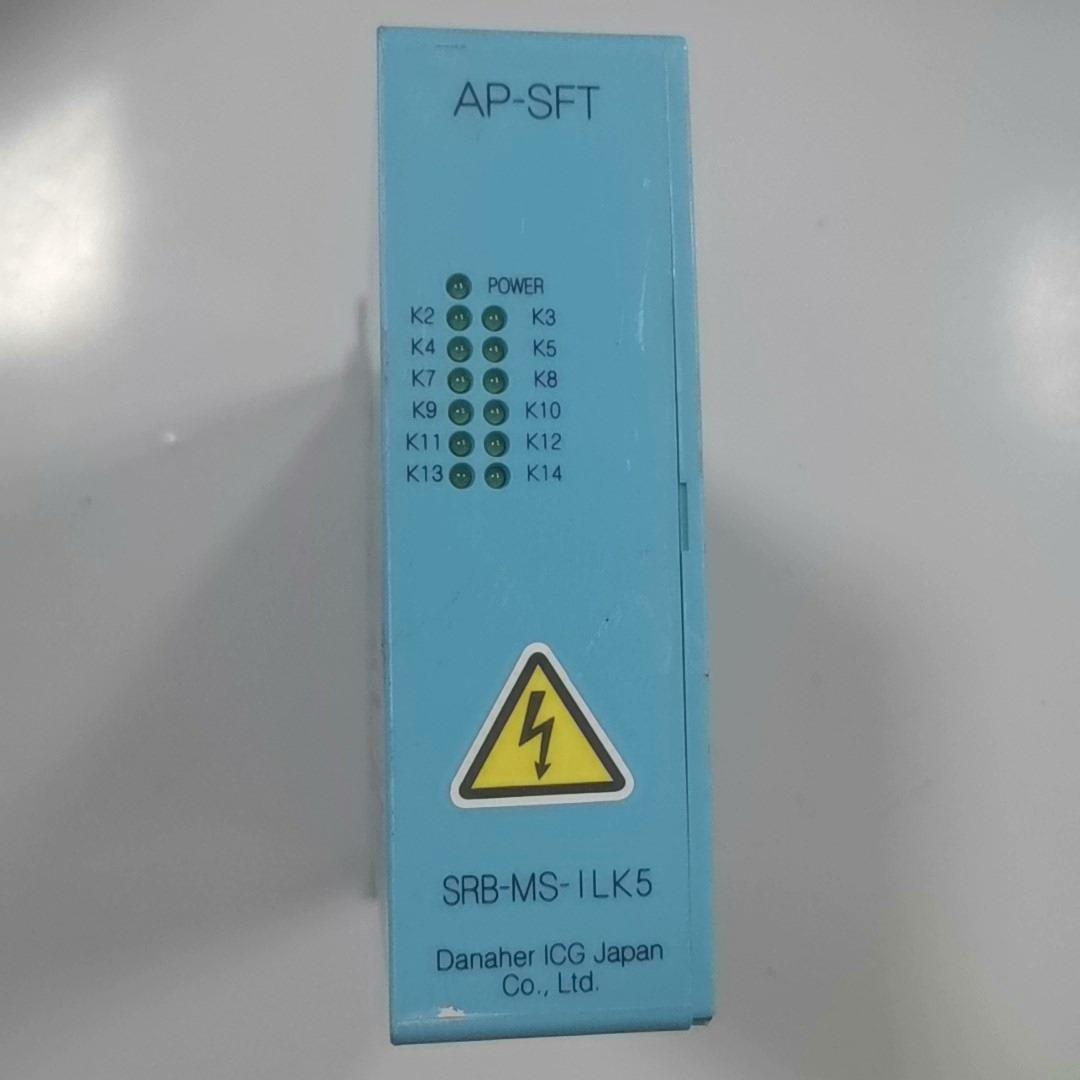 AP-SFT
POWER
K2 K3
K4 K5
K7 K8
K9 K10
K11 K12
K13 K14
SRB-MS-ILK5
Danaher ICG Japan
Co., Ltd.